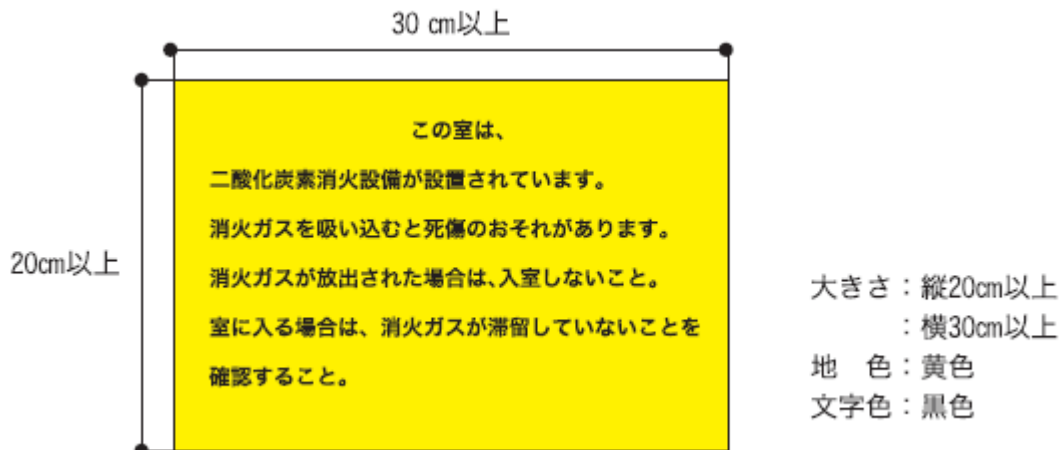 30 cm以上
この室は、
二酸化炭素消火設備が設置されています。
消火ガスを吸い込むと死傷のおそれがあります。
消火ガスが放出された場合は、入室しないこと。
室に入る場合は、消火ガスが滞留していないことを
確認すること。
20cm以上
大きさ：縦20cm以上
：横30cm以上
地　色：黄色
文字色：黒色